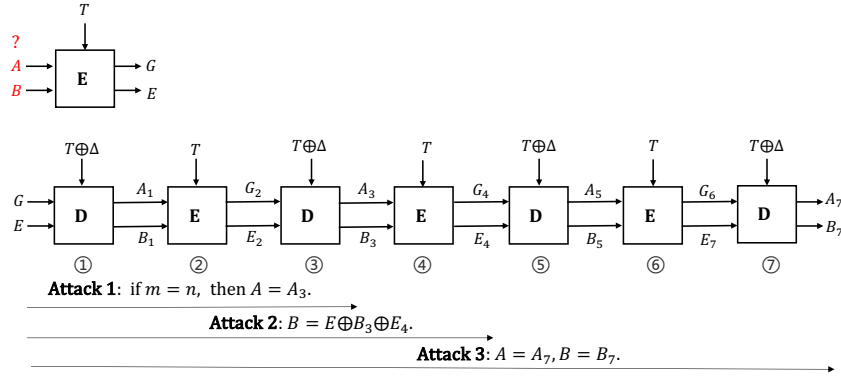 T
?
A E G
B E
T⊕Δ T T⊕Δ T T⊕Δ T T⊕Δ
G D A₁ E G₂ D A₃ E G₄ D A₅ E G₆ D A₇
E B₁ E₂ B₃ E₄ B₅ E₇ B₇
① ② ③ ④ ⑤ ⑥ ⑦
Attack 1: if m = n, then A = A₃.
Attack 2: B = E⊕B₃⊕E₄.
Attack 3: A = A₇, B = B₇.